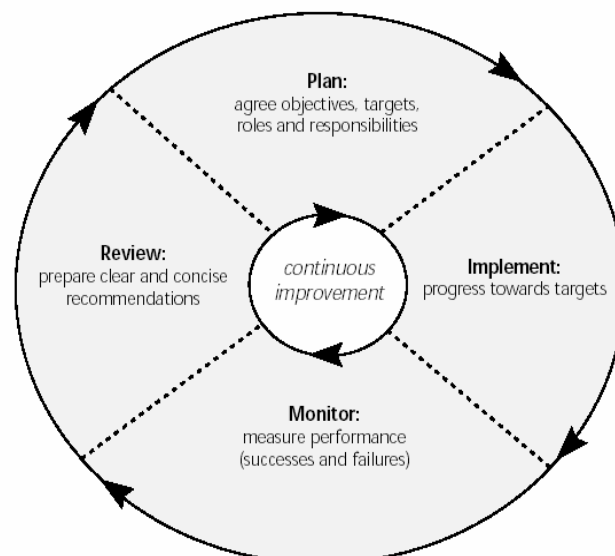 Plan:
agree objectives, targets,
roles and responsibilities
Review:
prepare clear and concise
recommendations
continuous
improvement
Implement:
progress towards targets
Monitor:
measure performance
(successes and failures)